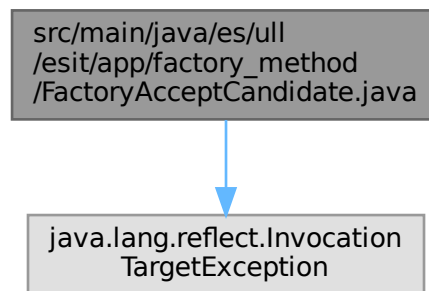 src/main/java/es/ull
/esit/app/factory_method
/FactoryAcceptCandidate.java
java.lang.reflect.Invocation
TargetException